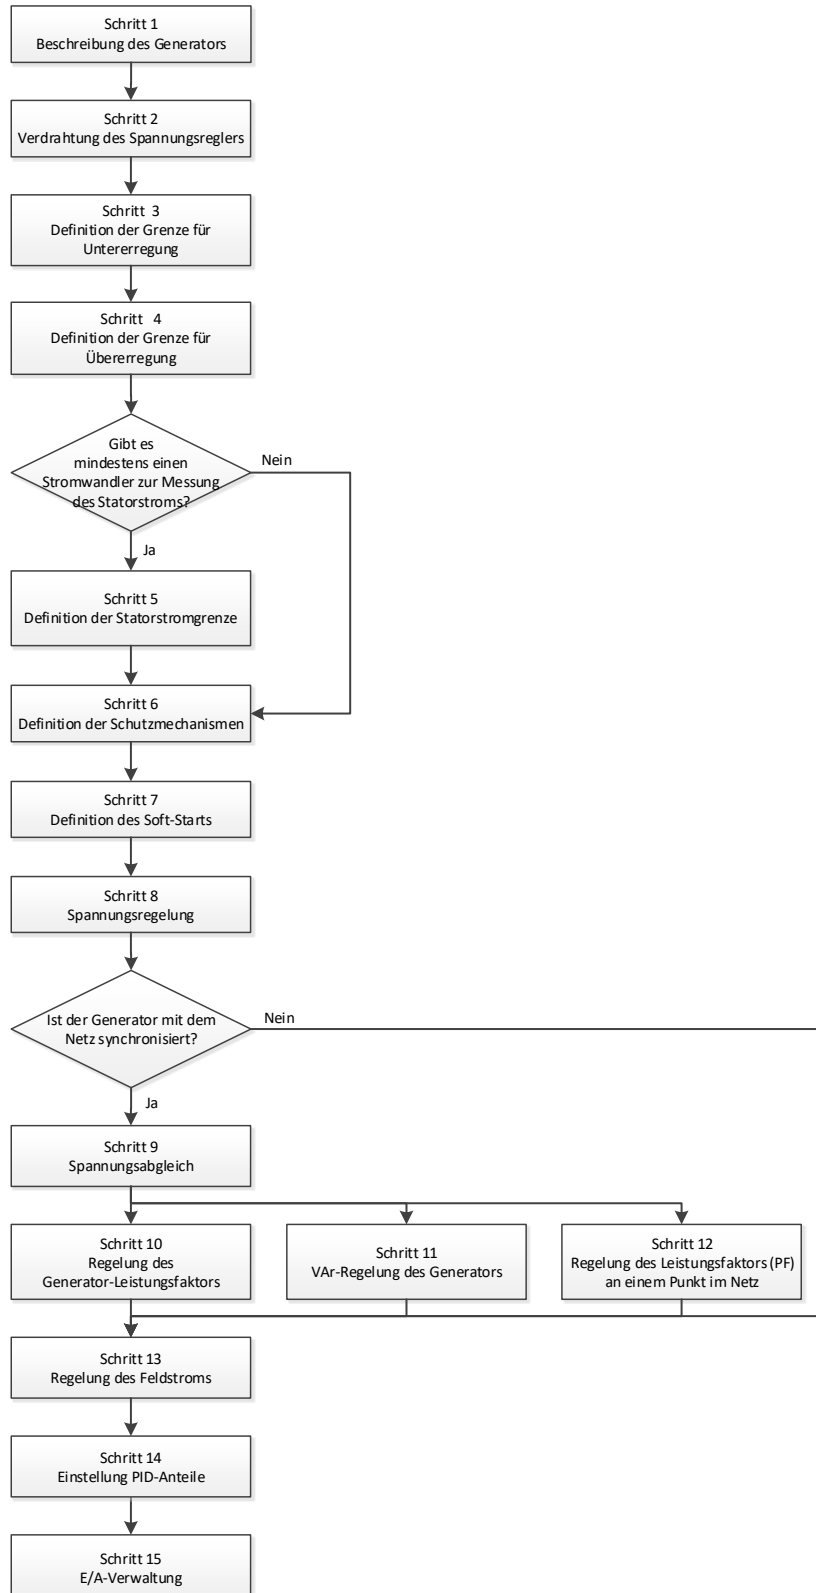 Schritt 1
Beschreibung des Generators
Schritt 2
Verdrahtung des Spannungsreglers
Schritt 3
Definition der Grenze für
Untererregung
Schritt 4
Definition der Grenze für
Übererregung
Gibt es
mindestens einen
Stromwandler zur Messung
des Statorstroms?
Nein
Ja
Schritt 5
Definition der Statorstromgrenze
Schritt 6
Definition der Schutzmechanismen
Schritt 7
Definition des Soft-Starts
Schritt 8
Spannungsregelung
Ist der Generator mit dem
Netz synchronisiert?
Nein
Ja
Schritt 9
Spannungsabgleich
Schritt 10
Regelung des
Generator-Leistungsfaktors
Schritt 11
VAr-Regelung des Generators
Schritt 12
Regelung des Leistungsfaktors (PF)
an einem Punkt im Netz
Schritt 13
Regelung des Feldstroms
Schritt 14
Einstellung PID-Anteile
Schritt 15
E/A-Verwaltung